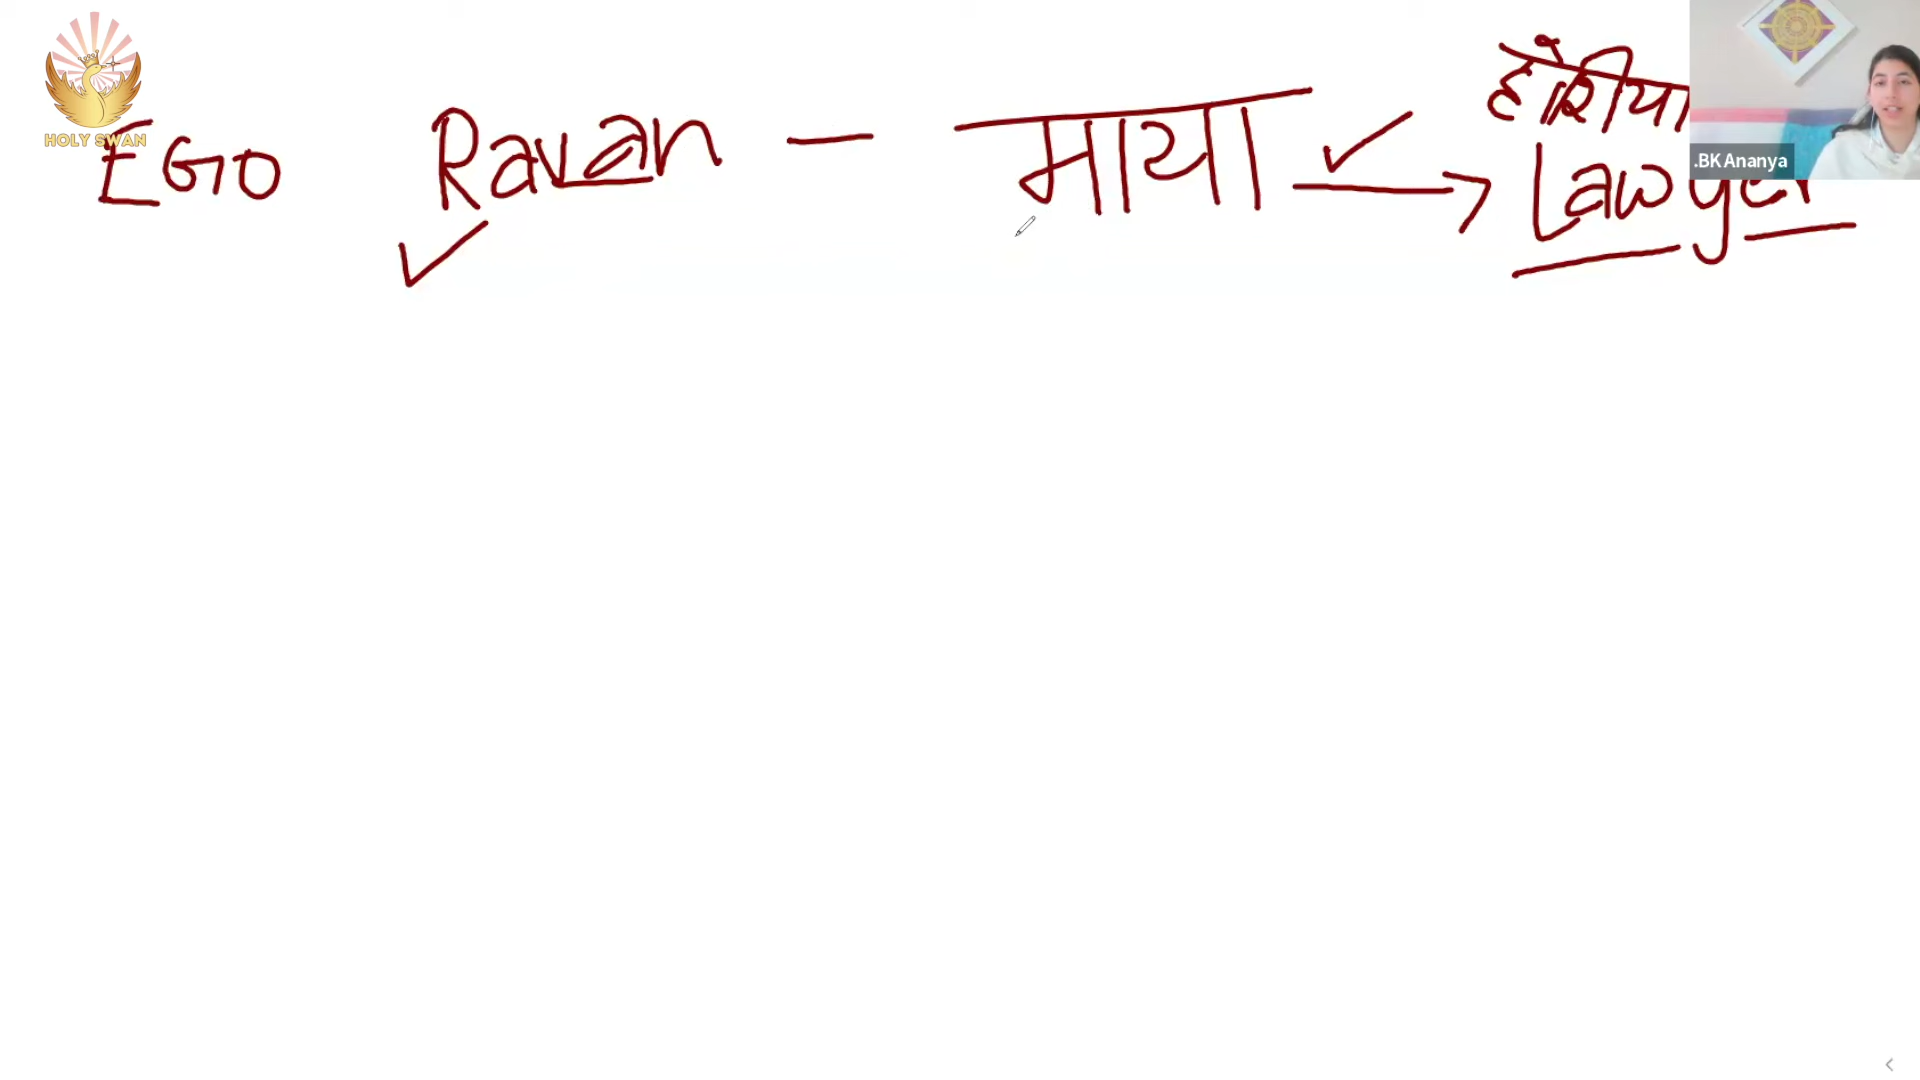 HOLY SWAN
.BK Ananya
होशिया
EGO Ravan - माया ✓ → Lawyer
✓